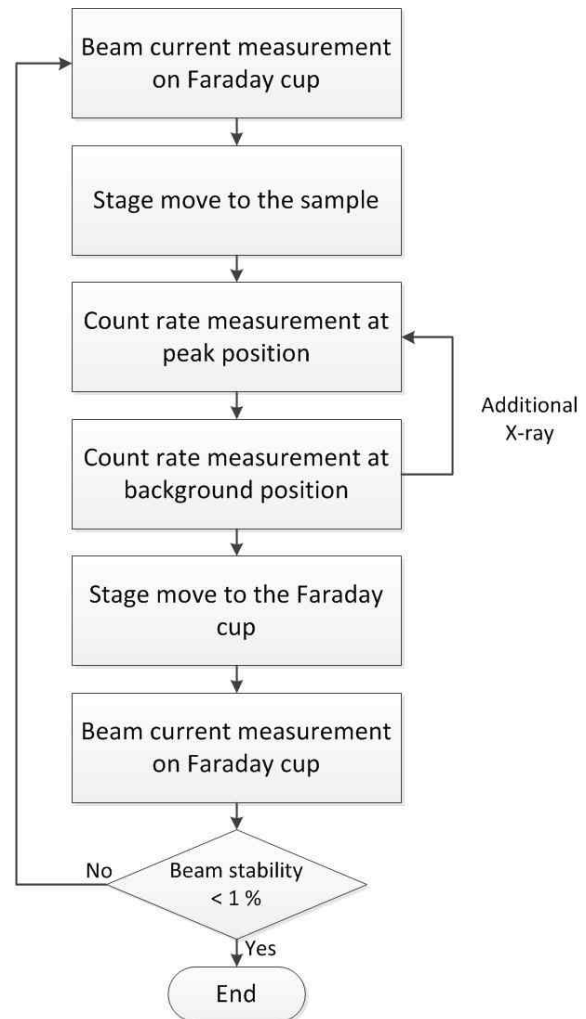 Beam current measurement
on Faraday cup
Stage move to the sample
Count rate measurement at
peak position
Additional
X-ray
Count rate measurement at
background position
Stage move to the Faraday
cup
Beam current measurement
on Faraday cup
Beam stability
< 1 %
No
Yes
End